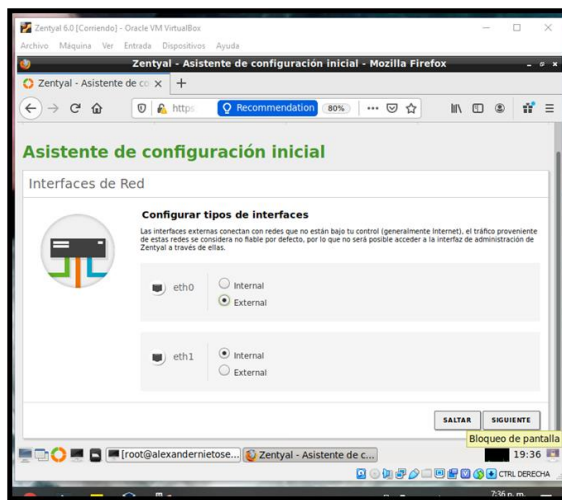 Zentyal 6.0 [Corriendo] - Oracle VM VirtualBox
Archivo Máquina Ver Entrada Dispositivos Ayuda
Zentyal - Asistente de configuración inicial - Mozilla Firefox
Zentyal - Asistente de co
https: Recommendation 80%
Asistente de configuración inicial
Interfaces de Red
Configurar tipos de interfaces
Las interfaces externas conectan con redes que no están bajo tu control (generalmente Internet), el tráfico proveniente
de estas redes se considera no fiable por defecto, por lo que no será posible acceder a la interfaz de administración de
Zentyal a través de ellas.
eth0
Internal
External
eth1
Internal
External
SALTAR SIGUIENTE
Bloqueo de pantalla
[root@alexandernietose... Zentyal - Asistente de c... 19:36
CTRL DERECHA
7:36 p. m.